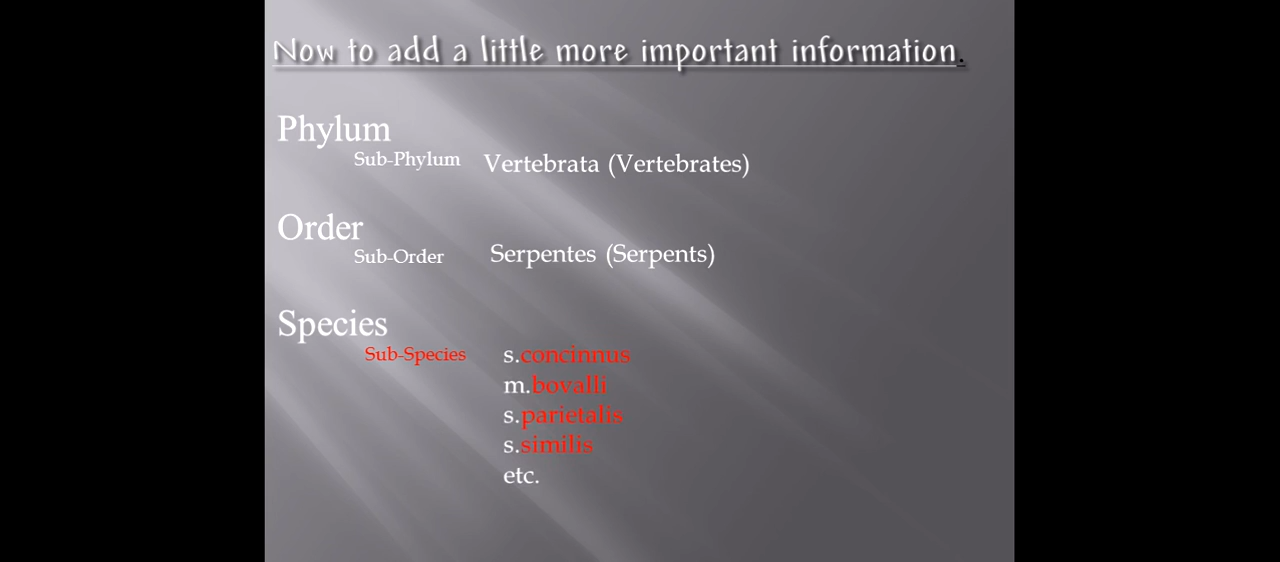 Now to add a little more important information.
Phylum
Sub-Phylum Vertebrata (Vertebrates)
Order
Sub-Order Serpentes (Serpents)
Species
Sub-Species s.concinnus
m.bovalli
s.parietalis
s.similis
etc.